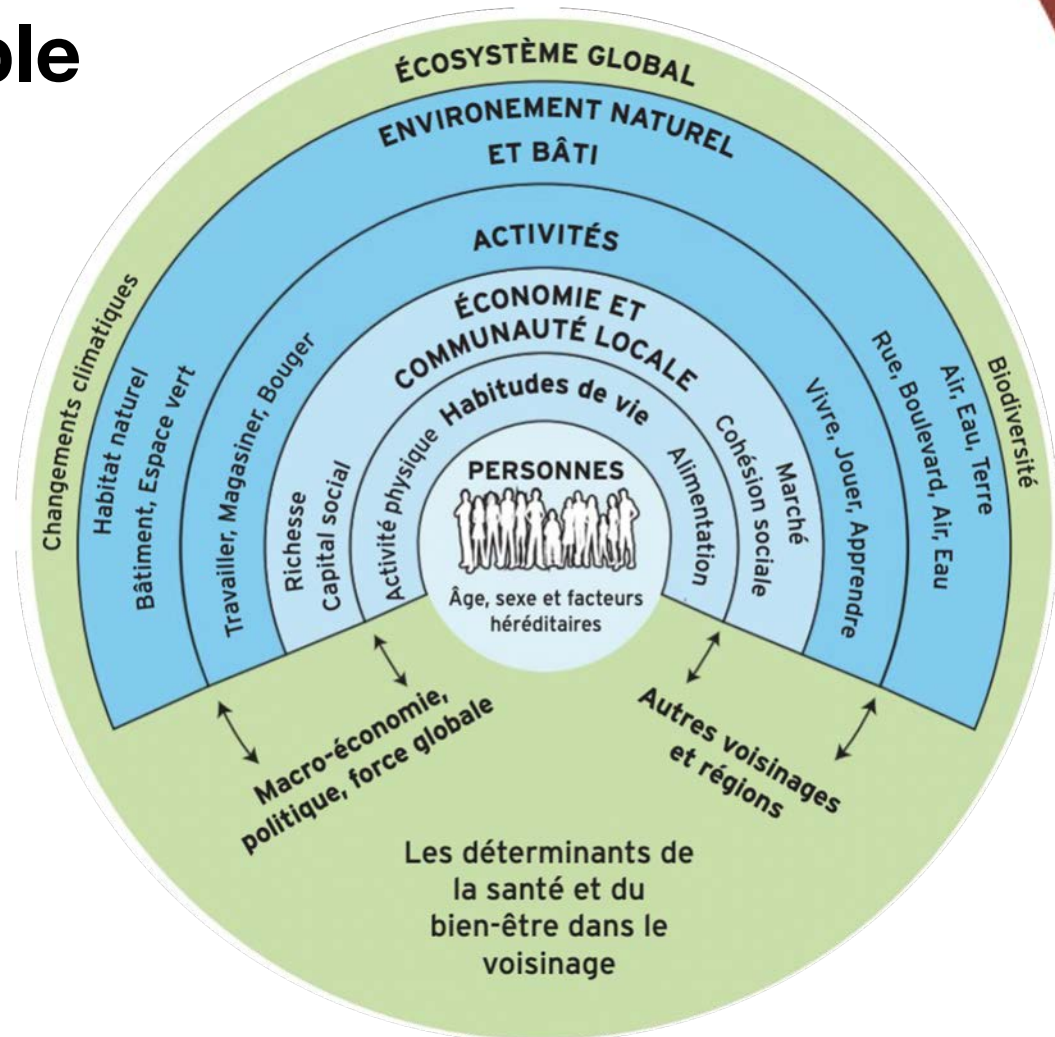 ple
ÉCOSYSTÈME GLOBAL
ENVIRONEMENT NATUREL
ET BÂTI
ACTIVITÉS
ÉCONOMIE ET
COMMUNAUTÉ LOCALE
Habitudes de vie
PERSONNES
Âge, sexe et facteurs
héréditaires
Changements climatiques
Habitat naturel
Bâtiment, Espace vert
Travailler, Magasiner, Bouger
Richesse
Capital social
Activité physique
Alimentation
Cohésion sociale
Marché
Vivre, Jouer, Apprendre
Rue, Boulevard, Air, Eau
Air, Eau, Terre
Biodiversité
Macro-économie,
politique, force globale
Autres voisinages
et régions
Les déterminants de
la santé et du
bien-être dans le
voisinage